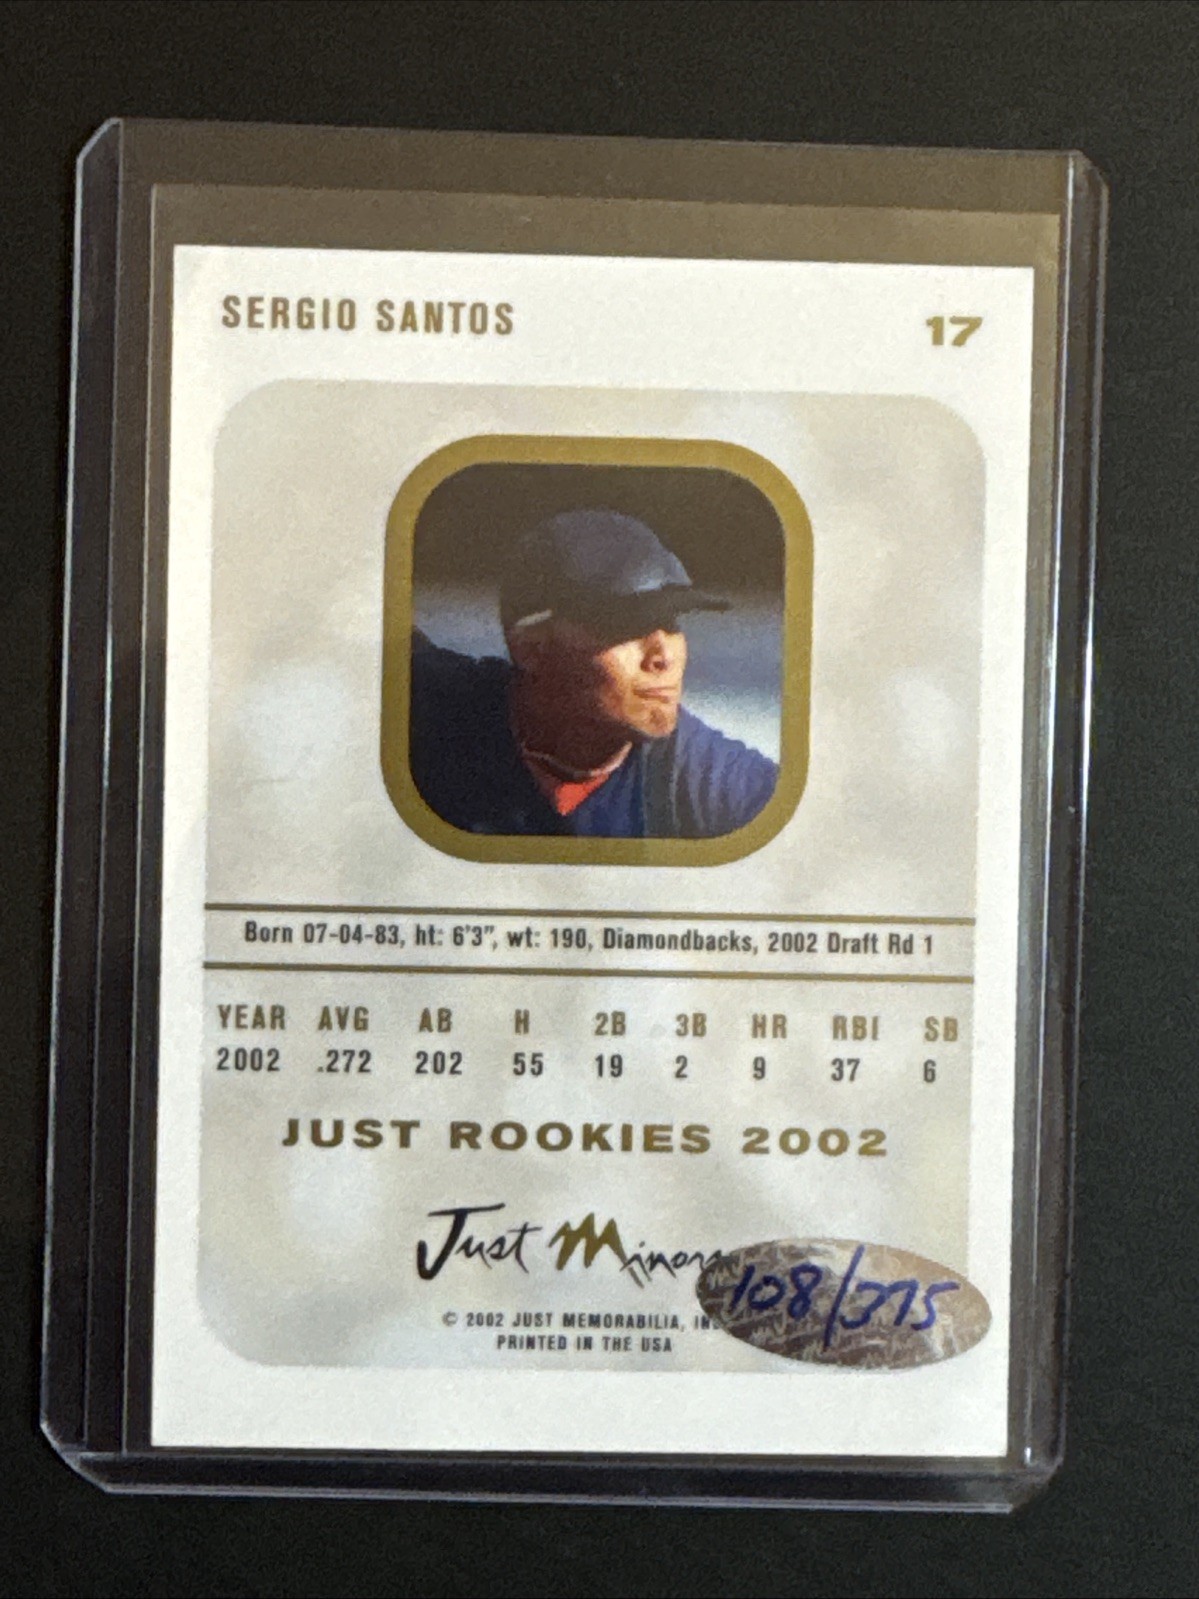 SERGIO SANTOS
17
Born 07-04-83, ht: 6'3", wt: 190, Diamondbacks, 2002 Draft Rd 1
YEAR AVG AB H 2B 3B HR RBI SB
2002 .272 202 55 19 2 9 37 6
JUST ROOKIES 2002
Just Minors
108/375
© 2002 JUST MEMORABILIA, IN
PRINTED IN THE USA